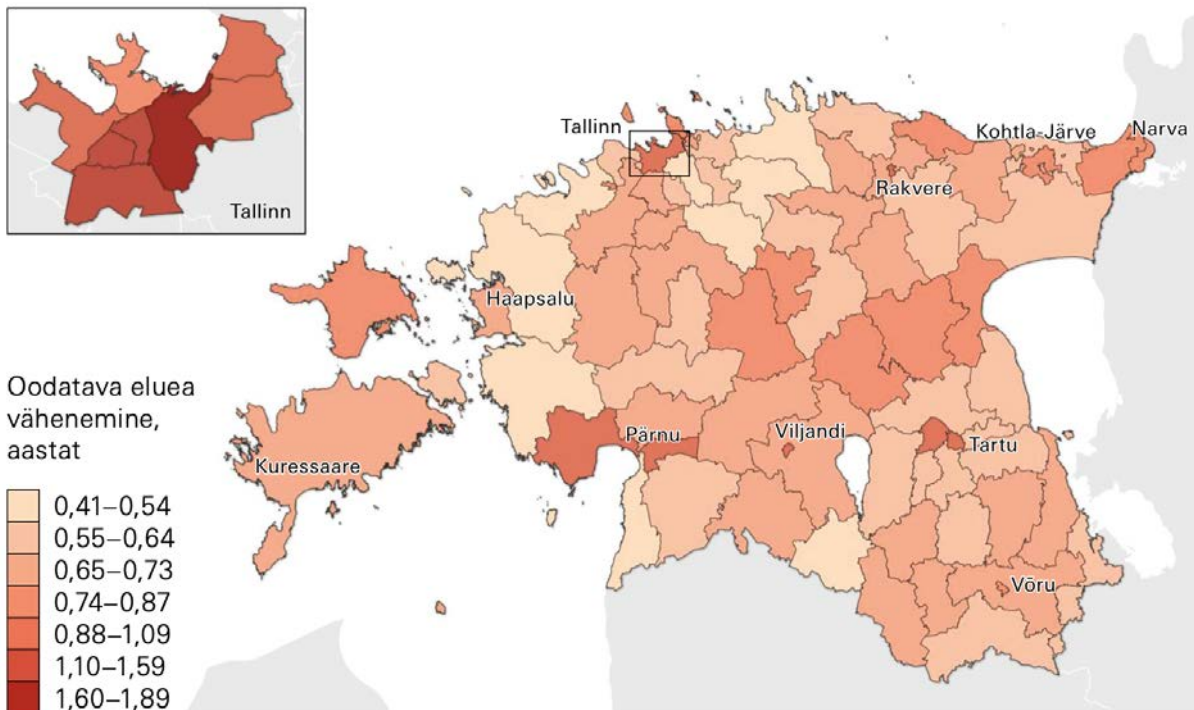 Tallinn
Tallinn
Kohtla-Järve
Narva
Rakvere
Haapsalu
Pärnu
Viljandi
Tartu
Kuressaare
Võru
Oodatava eluea
vähenemine,
aastat
0,41–0,54
0,55–0,64
0,65–0,73
0,74–0,87
0,88–1,09
1,10–1,59
1,60–1,89